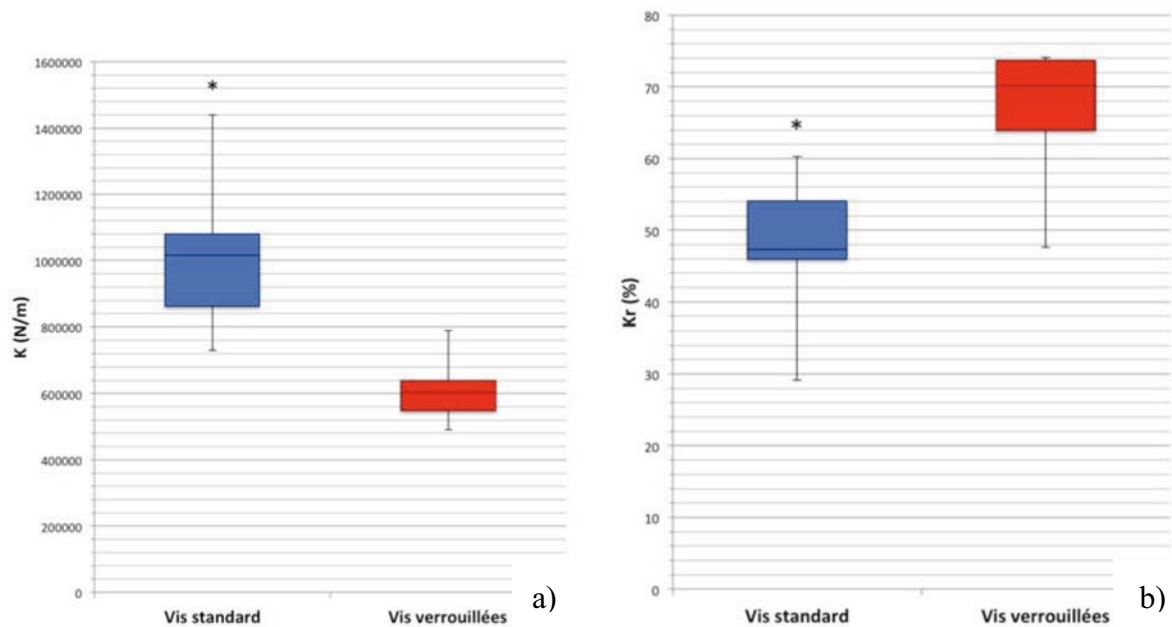 K (N/m)
1600000
1400000
1200000
1000000
800000
600000
400000
200000
0
*
Vis standard
Vis verrouillées
a)
Kr (%)
80
70
60
50
40
30
20
10
0
*
Vis standard
Vis verrouillées
b)